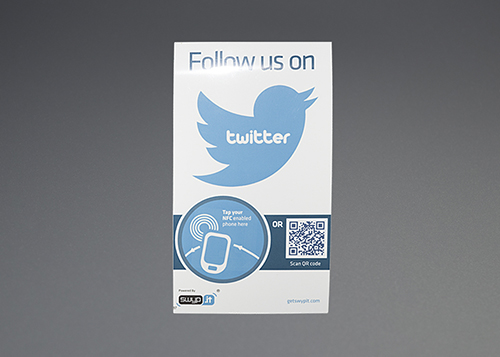 Follow us on
twitter
Tap your
NFC enabled
phone here
OR
Scan QR code
Powered By
swyp it
getswypit.com